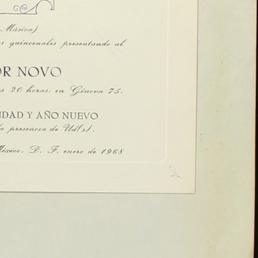 Música)
quincenales presentando al
OR NOVO
s 20 horas, en Génova 75.
IDAD Y AÑO NUEVO
la presencia de Ud(s).
México, D. F. enero de 1968